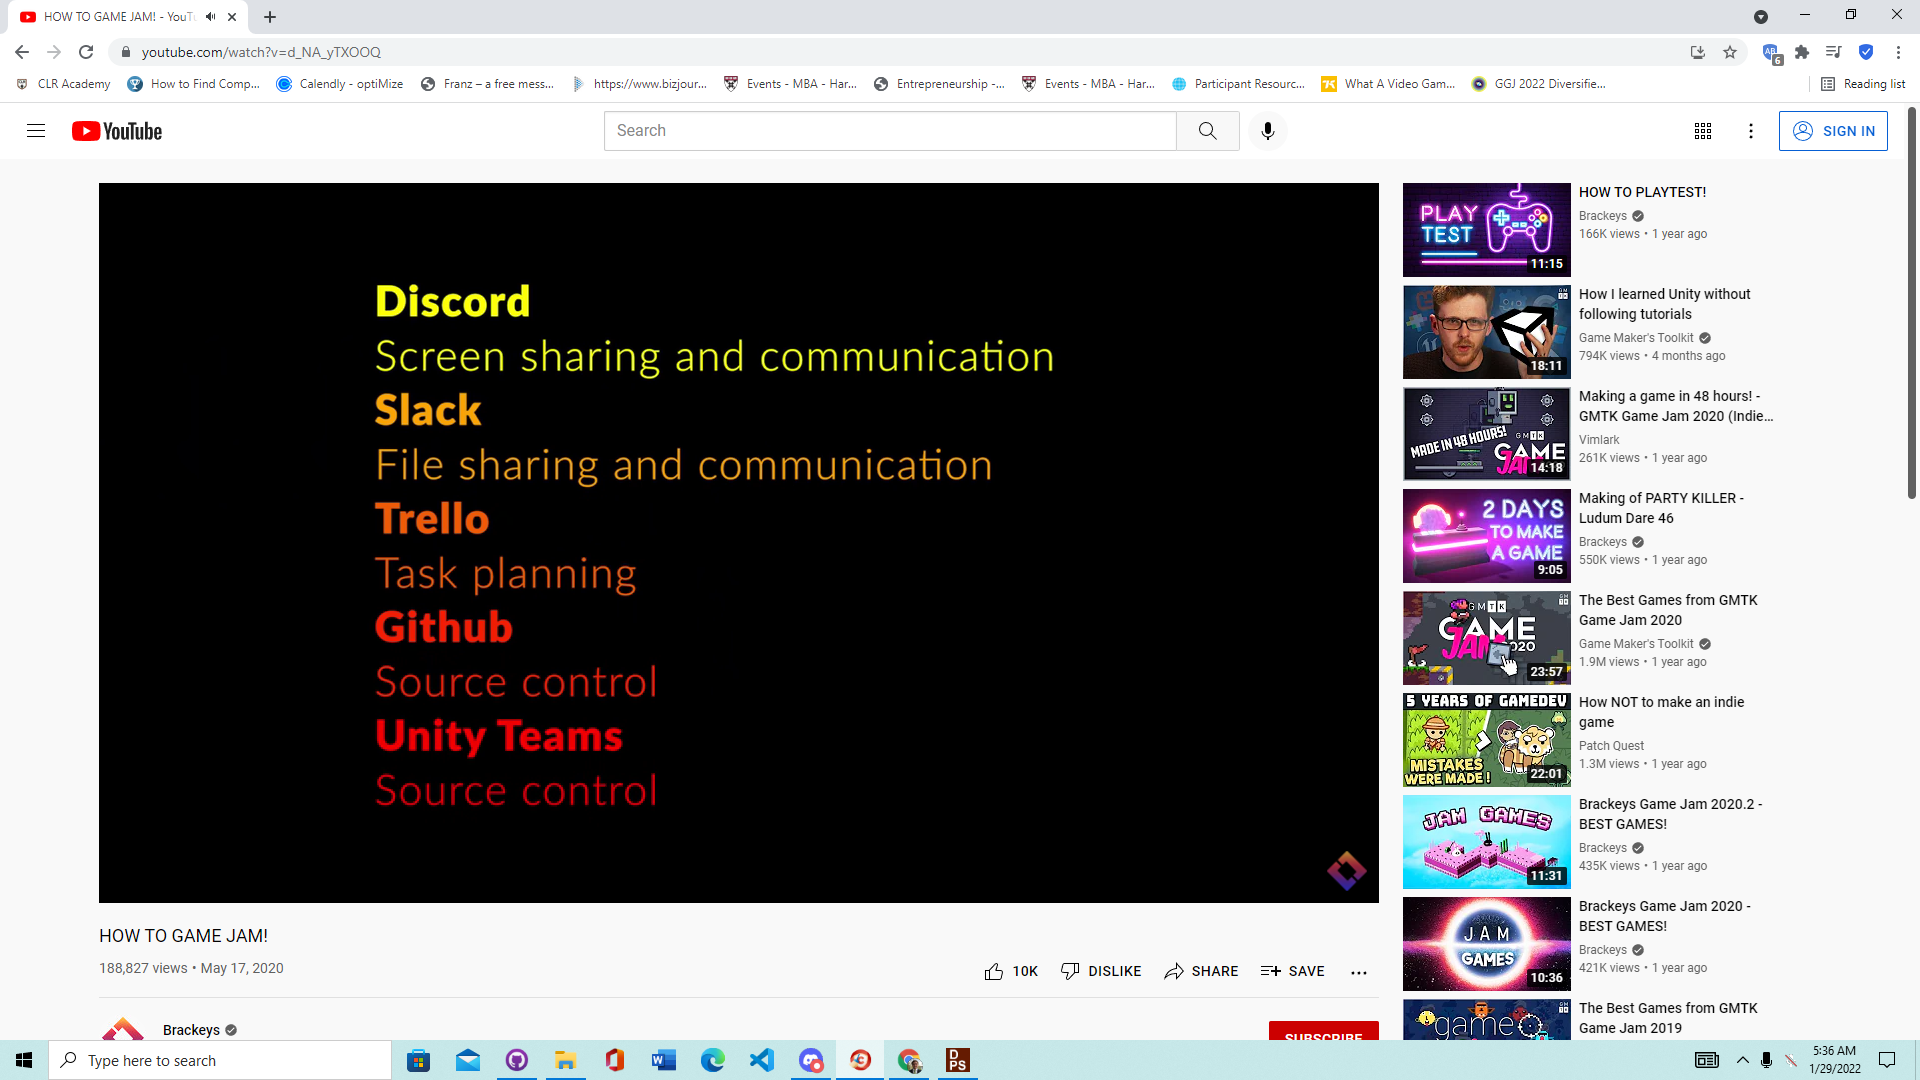 HOW TO GAME JAM! - YouTu
youtube.com/watch?v=d_NA_yTXOOQ
6
CLR Academy
How to Find Comp...
Calendly - optiMize
Franz – a free mess...
https://www.bizjour...
Events - MBA - Har...
Entrepreneurship -...
Events - MBA - Har...
Participant Resourc...
What A Video Gam...
GGJ 2022 Diversifie...
Reading list
YouTube
Search
SIGN IN
Discord
Screen sharing and communication
Slack
File sharing and communication
Trello
Task planning
Github
Source control
Unity Teams
Source control
HOW TO GAME JAM!
188,827 views • May 17, 2020
10K
DISLIKE
SHARE
SAVE
Brackeys
SUBSCRIBE
PLAY
TEST
11:15
HOW TO PLAYTEST!
Brackeys
166K views • 1 year ago
18:11
How I learned Unity without
following tutorials
Game Maker's Toolkit
794K views • 4 months ago
MADE IN 48 HOURS!
GMTK
GAME
JAM
14:18
Making a game in 48 hours! -
GMTK Game Jam 2020 (Indie...
Vimlark
261K views • 1 year ago
2 DAYS
TO MAKE
A GAME
9:05
Making of PARTY KILLER -
Ludum Dare 46
Brackeys
550K views • 1 year ago
GMTK
GAME
JAM 2020
23:57
The Best Games from GMTK
Game Jam 2020
Game Maker's Toolkit
1.9M views • 1 year ago
5 YEARS OF GAMEDEV
MISTAKES
WERE MADE!
22:01
How NOT to make an indie
game
Patch Quest
1.3M views • 1 year ago
JAM GAMES
11:31
Brackeys Game Jam 2020.2 -
BEST GAMES!
Brackeys
435K views • 1 year ago
JAM
GAMES
10:36
Brackeys Game Jam 2020 -
BEST GAMES!
Brackeys
421K views • 1 year ago
game
The Best Games from GMTK
Game Jam 2019
Type here to search
D
PS
5:36 AM
1/29/2022